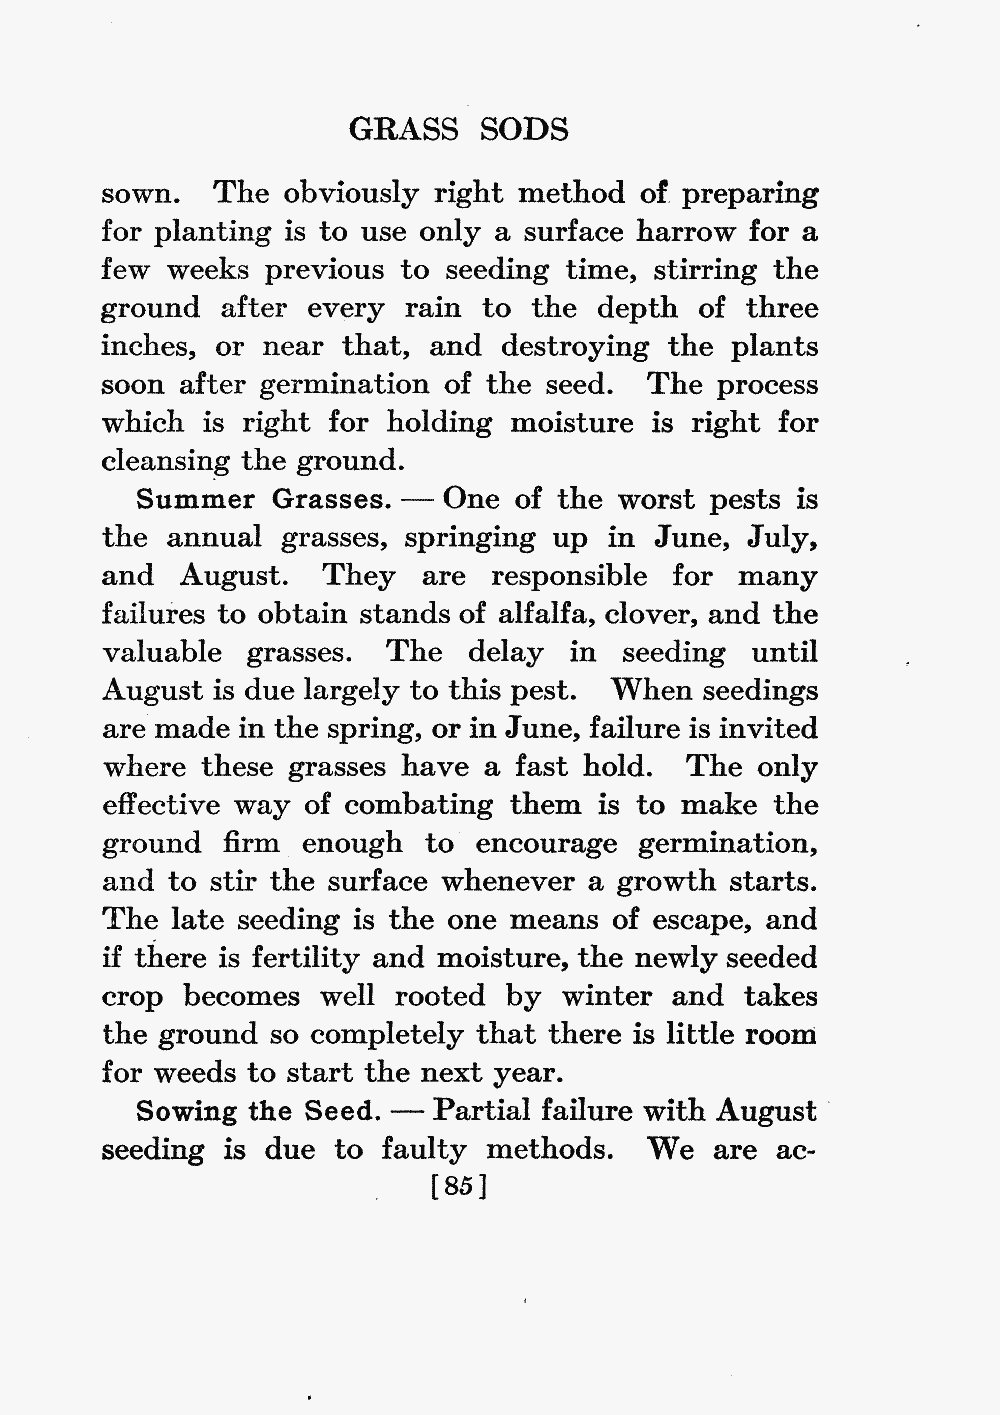 GRASS SODS
sown. The obviously right method of preparing
for planting is to use only a surface harrow for a
few weeks previous to seeding time, stirring the
ground after every rain to the depth of three
inches, or near that, and destroying the plants
soon after germination of the seed. The process
which is right for holding moisture is right for
cleansing the ground.
Summer Grasses. — One of the worst pests is
the annual grasses, springing up in June, July,
and August. They are responsible for many
failures to obtain stands of alfalfa, clover, and the
valuable grasses. The delay in seeding until
August is due largely to this pest. When seedings
are made in the spring, or in June, failure is invited
where these grasses have a fast hold. The only
effective way of combating them is to make the
ground firm enough to encourage germination,
and to stir the surface whenever a growth starts.
The late seeding is the one means of escape, and
if there is fertility and moisture, the newly seeded
crop becomes well rooted by winter and takes
the ground so completely that there is little room
for weeds to start the next year.
Sowing the Seed. — Partial failure with August
seeding is due to faulty methods. We are ac-
[85]